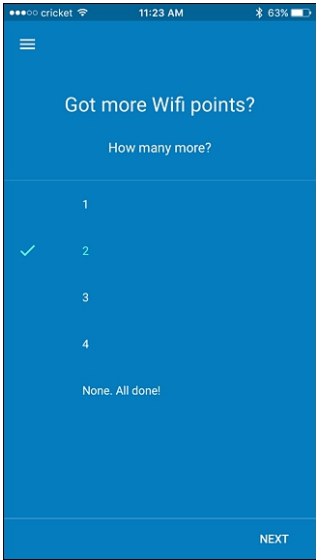 cricket 11:23 AM 63%
Got more Wifi points?
How many more?
1
2
3
4
None. All done!
NEXT